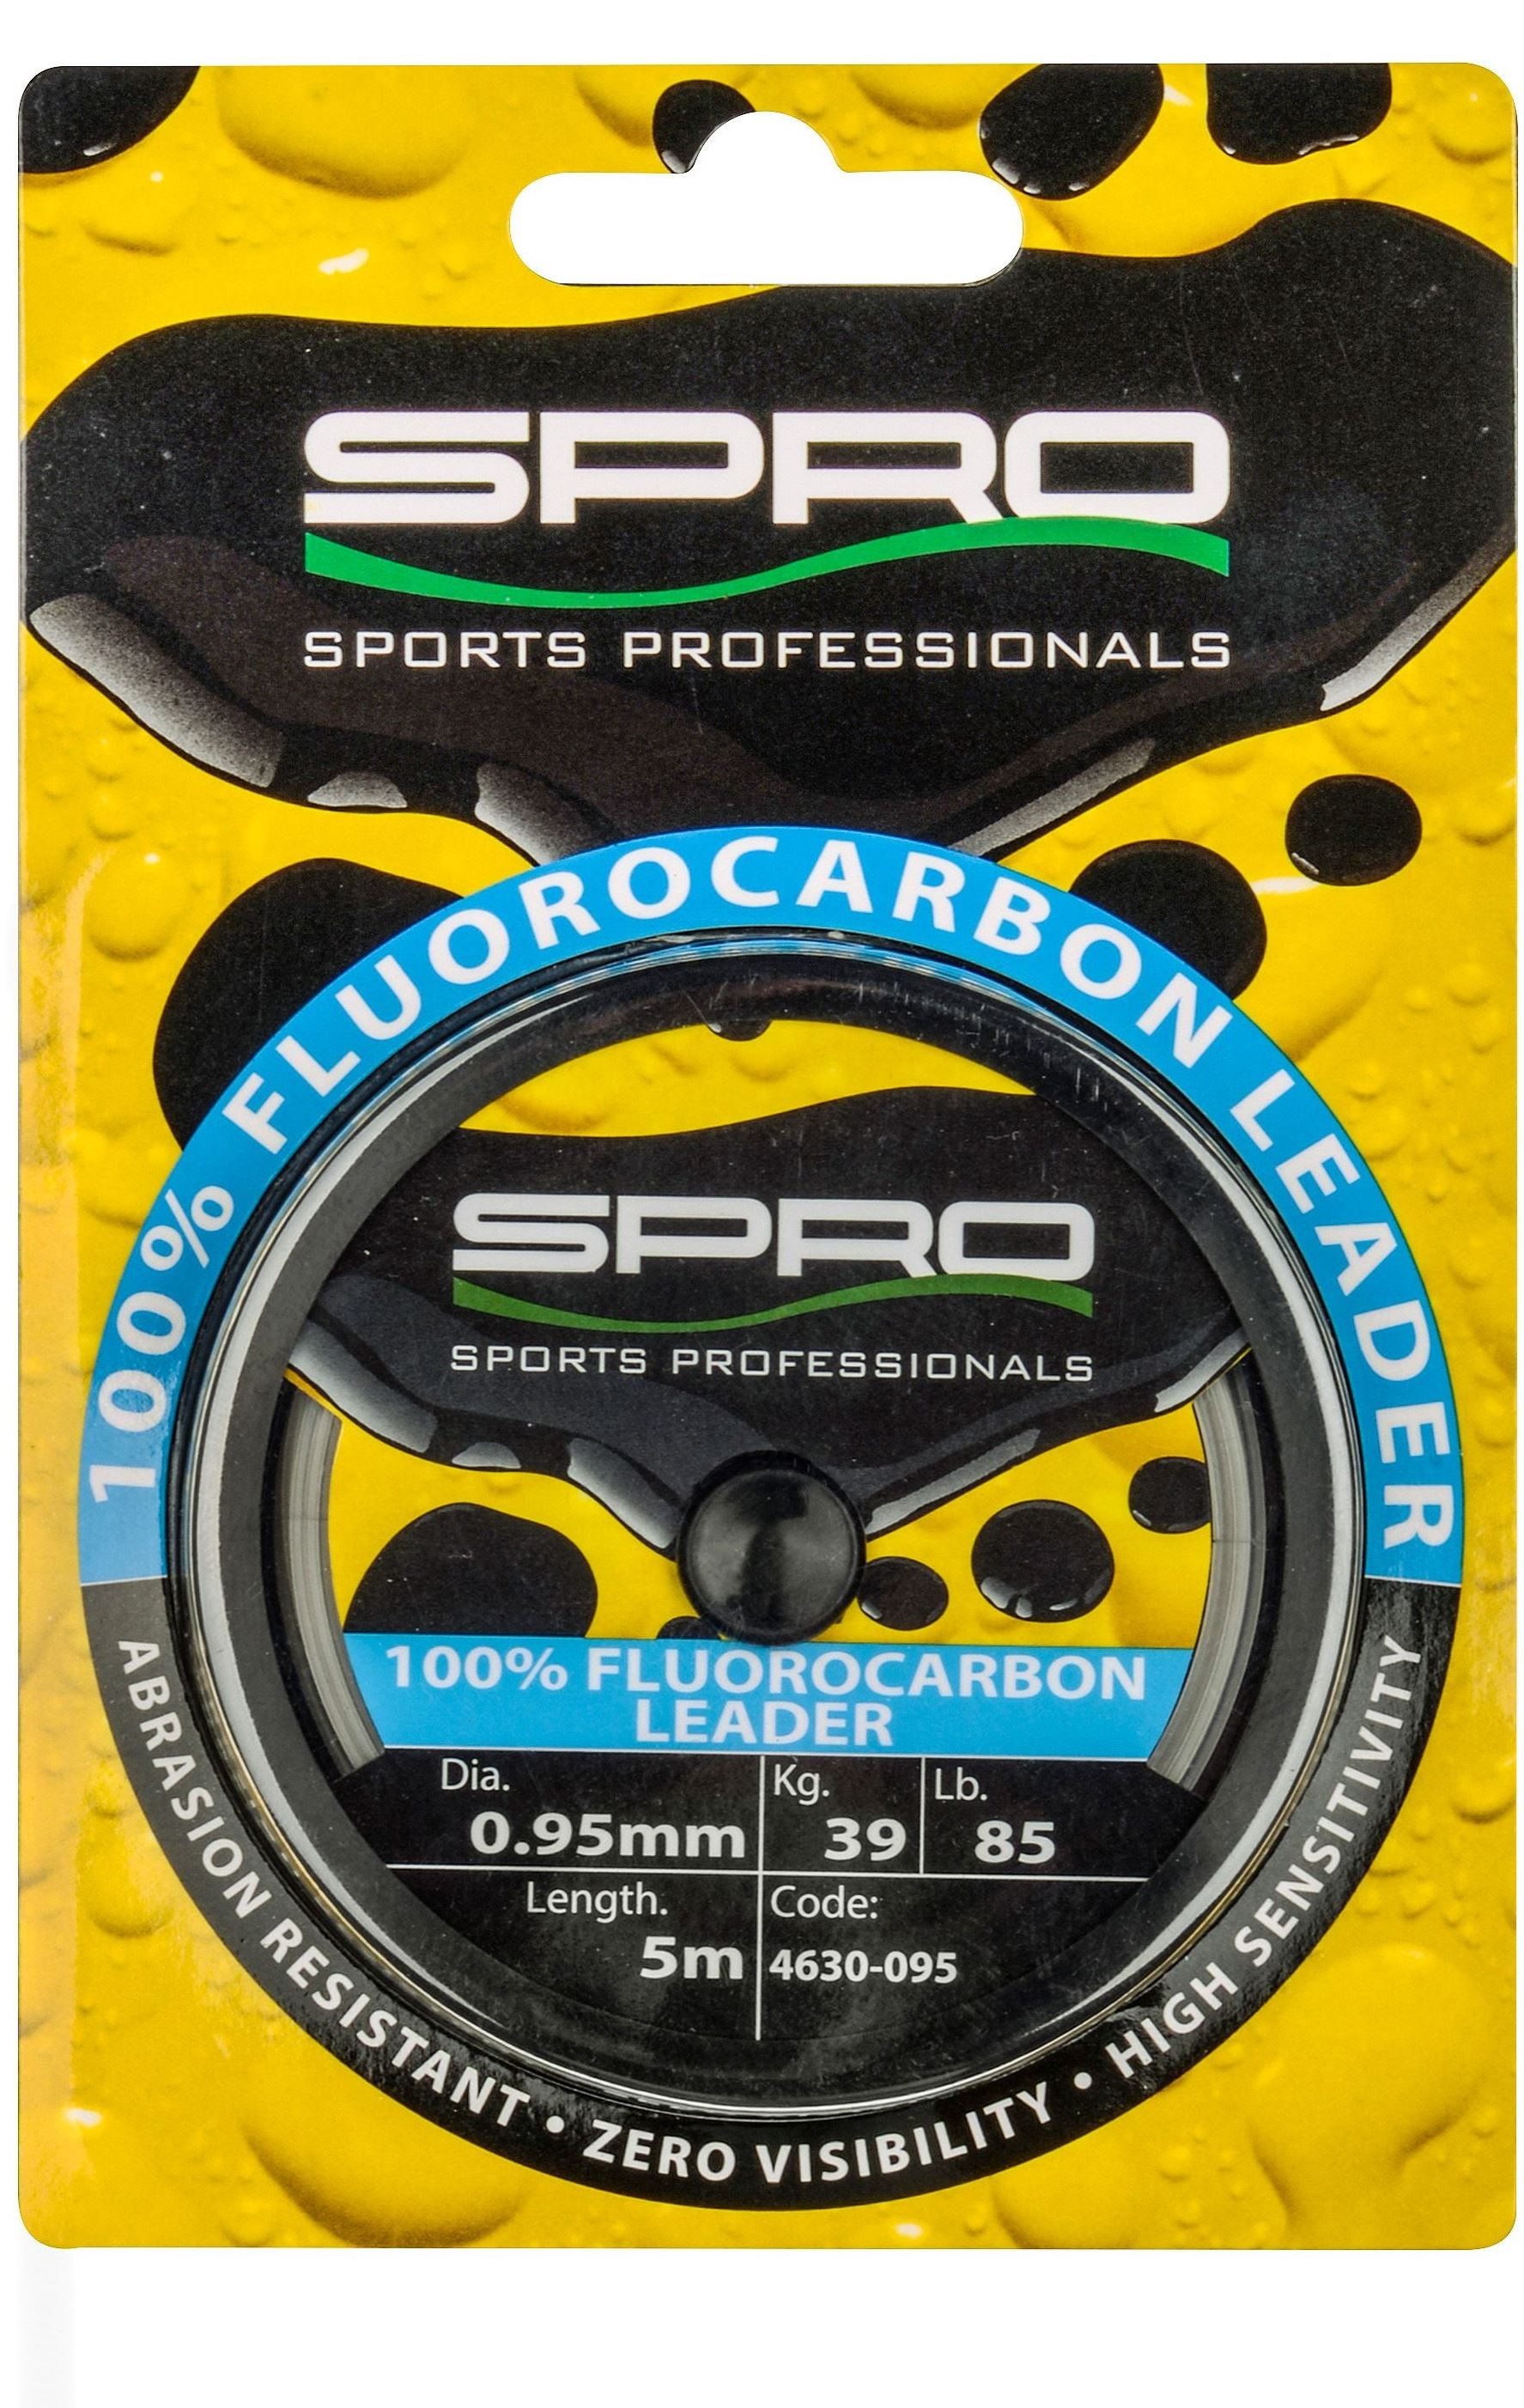 SPRO
SPORTS PROFESSIONALS
100% FLUOROCARBON LEADER
SPRO
SPORTS PROFESSIONALS
100% FLUOROCARBON
LEADER
Dia. Kg. Lb.
0.95mm 39 85
Length. Code:
5m 4630-095
ABRASION RESISTANT • ZERO VISIBILITY • HIGH SENSITIVITY